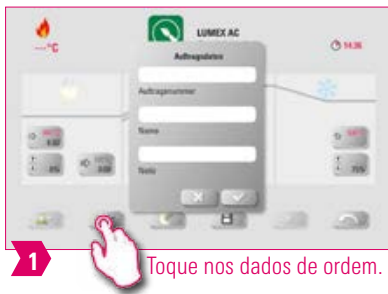 ---°C
LUMEX AC
14:36
Auftragsdaten
Auftragsnummer
Name
Notiz
1
Toque nos dados de ordem.